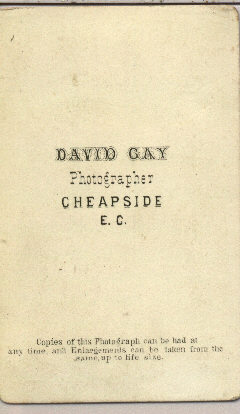 DAVID GAY
Photographer
CHEAPSIDE
E. C.
Copies of this Photograph can be had at
any time, and Enlargements can be taken from the
same, up to life size.